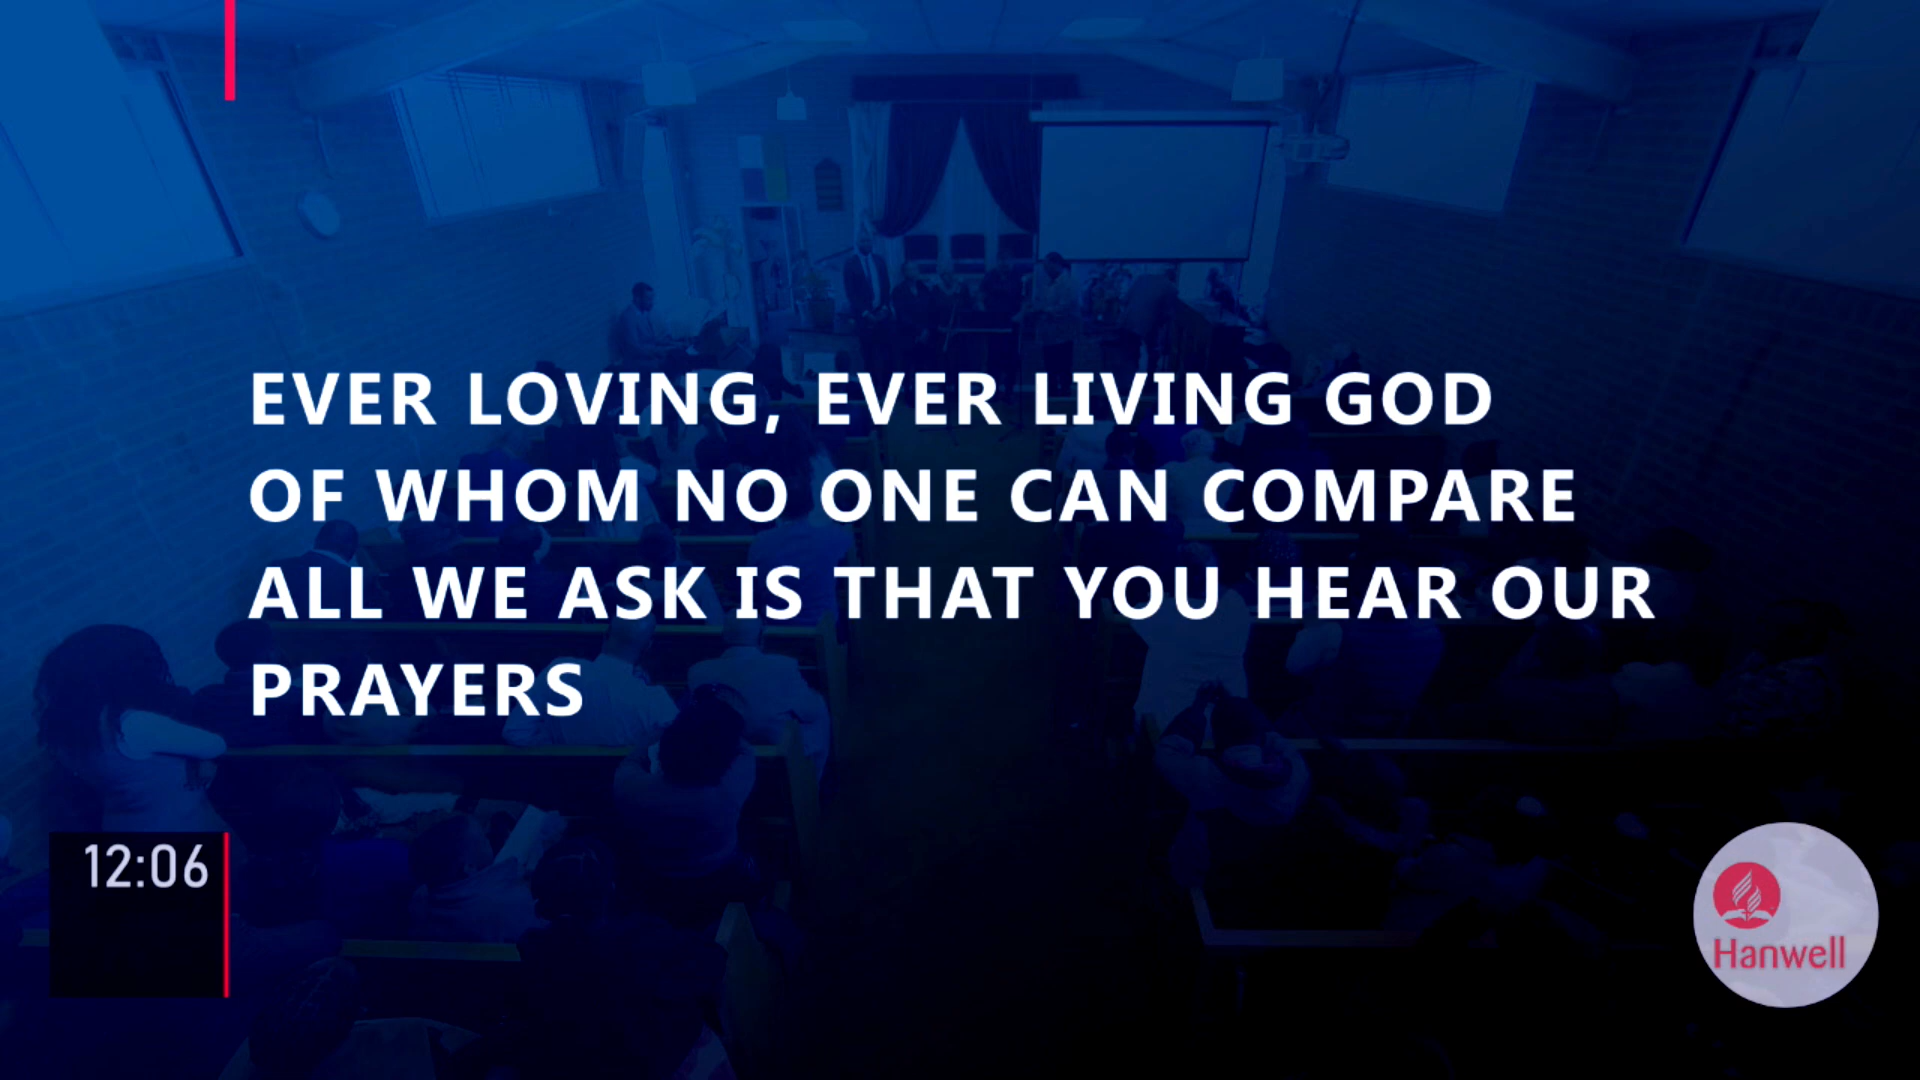 EVER LOVING, EVER LIVING GOD
OF WHOM NO ONE CAN COMPARE
ALL WE ASK IS THAT YOU HEAR OUR
PRAYERS
12:06
Hanwell